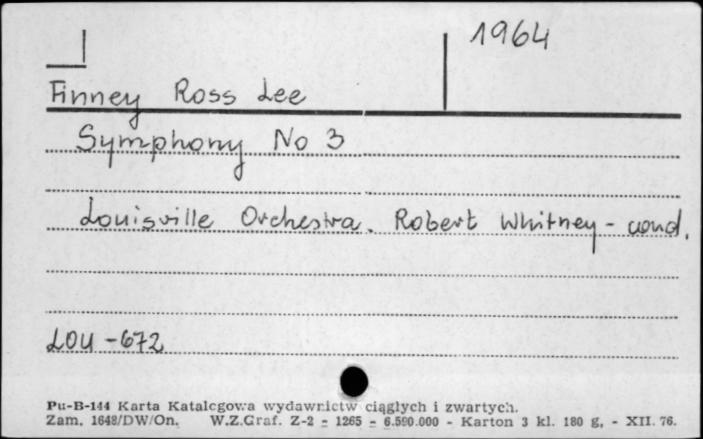 1964
Finney Ross Lee
Symphony No 3
Louisville Orchestra. Robert Whitney - cond.
LOU - 672
Pu-B-144 Karta Katalogowa wydawnictw ciągłych i zwartych.
Zam. 1648/DW/On. W.Z.Graf. Z-2 - 1265 - 6.590.000 - Karton 3 kl. 180 g, - XII. 76.